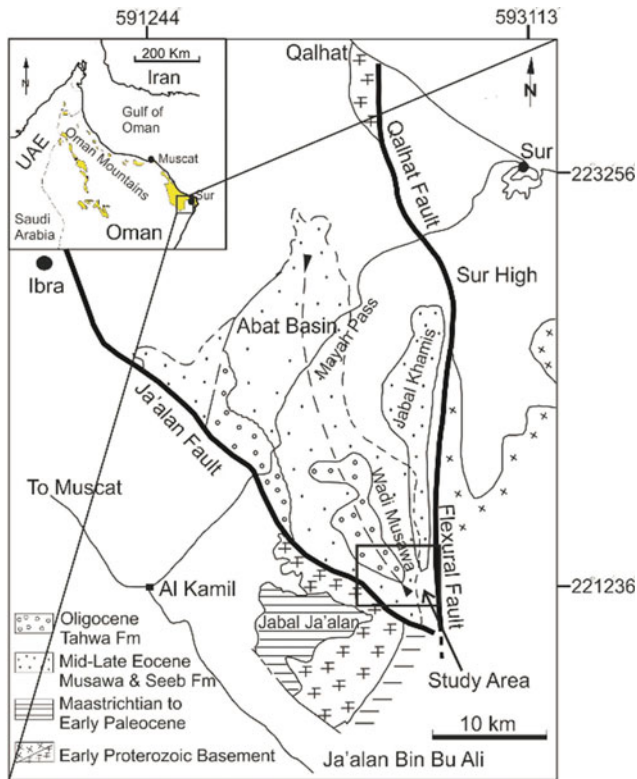 591244
593113
200 Km
Iran
N
Gulf of
Oman
UAE
Oman Mountains
Muscat
Sur
Saudi
Arabia
Oman
Qalhat
N
Qalhat Fault
Sur
223256
Ibra
Sur High
Abat Basin
Mayah Pass
Jabal Khamis
Ja'alan Fault
To Muscat
Wadi Musawa
Flexural Fault
221236
Al Kamil
Jabal Ja'alan
Study Area
Oligocene
Tahwa Fm
Mid-Late Eocene
Musawa & Seeb Fm
Maastrichtian to
Early Paleocene
Early Proterozoic Basement
10 km
Ja'alan Bin Bu Ali